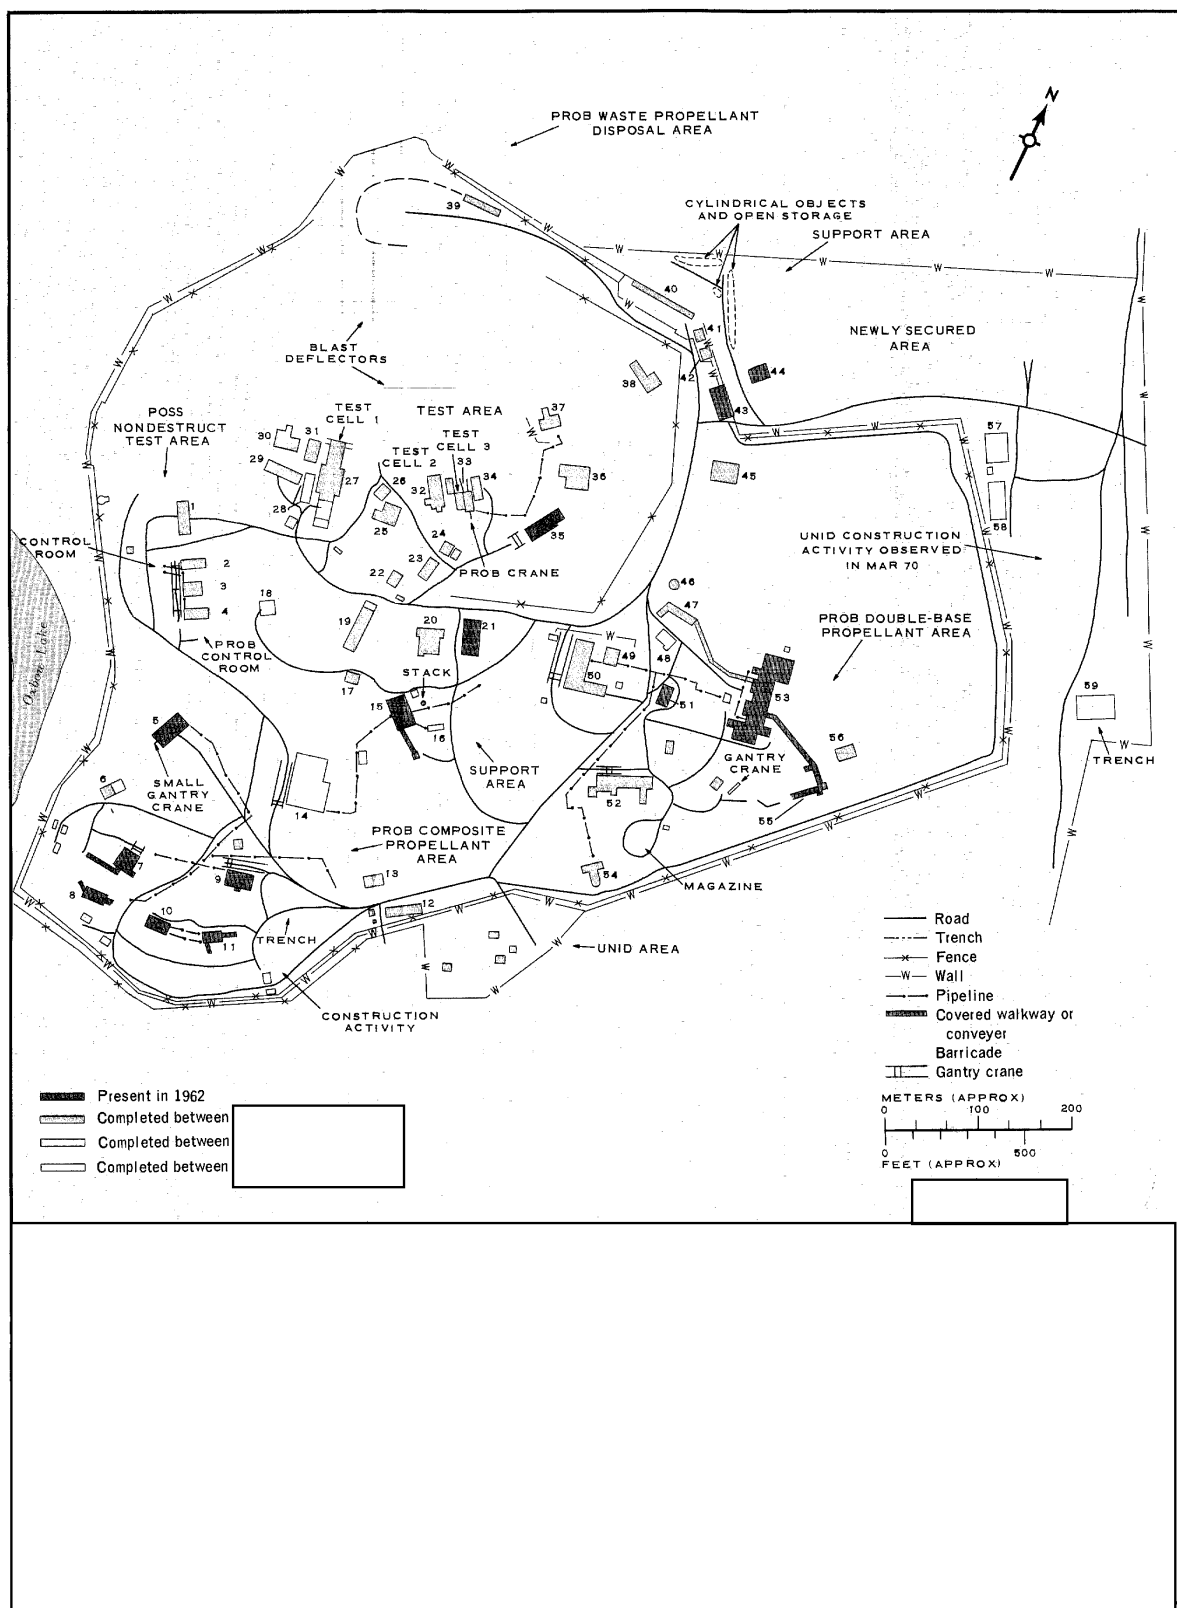 N
PROB WASTE PROPELLANT
DISPOSAL AREA
39
CYLINDRICAL OBJECTS
AND OPEN STORAGE
SUPPORT AREA
40
41
42
43
44
NEWLY SECURED
AREA
BLAST
DEFLECTORS
38
POSS
NONDESTRUCT
TEST AREA
TEST
CELL 1
TEST AREA
TEST
CELL 2
TEST
CELL 3
37
30
31
29
27
28
26
25
32
33
34
36
35
45
57
58
1
24
23
22
PROB CRANE
CONTROL
ROOM
UNID CONSTRUCTION
ACTIVITY OBSERVED
IN MAR 70
2
3
4
18
19
20
21
46
47
48
49
50
51
53
PROB DOUBLE-BASE
PROPELLANT AREA
Oxbow Lake
PROB
CONTROL
ROOM
17
STACK
15
16
5
6
SMALL
GANTRY
CRANE
14
SUPPORT
AREA
GANTRY
CRANE
56
55
52
59
TRENCH
PROB COMPOSITE
PROPELLANT
AREA
7
8
9
10
11
13
12
54
MAGAZINE
TRENCH
UNID AREA
CONSTRUCTION
ACTIVITY
Road
Trench
Fence
W Wall
Pipeline
Covered walkway or
conveyer
Barricade
Gantry crane
METERS (APPROX)
0 100 200
0 500
FEET (APPROX)
Present in 1962
Completed between
Completed between
Completed between